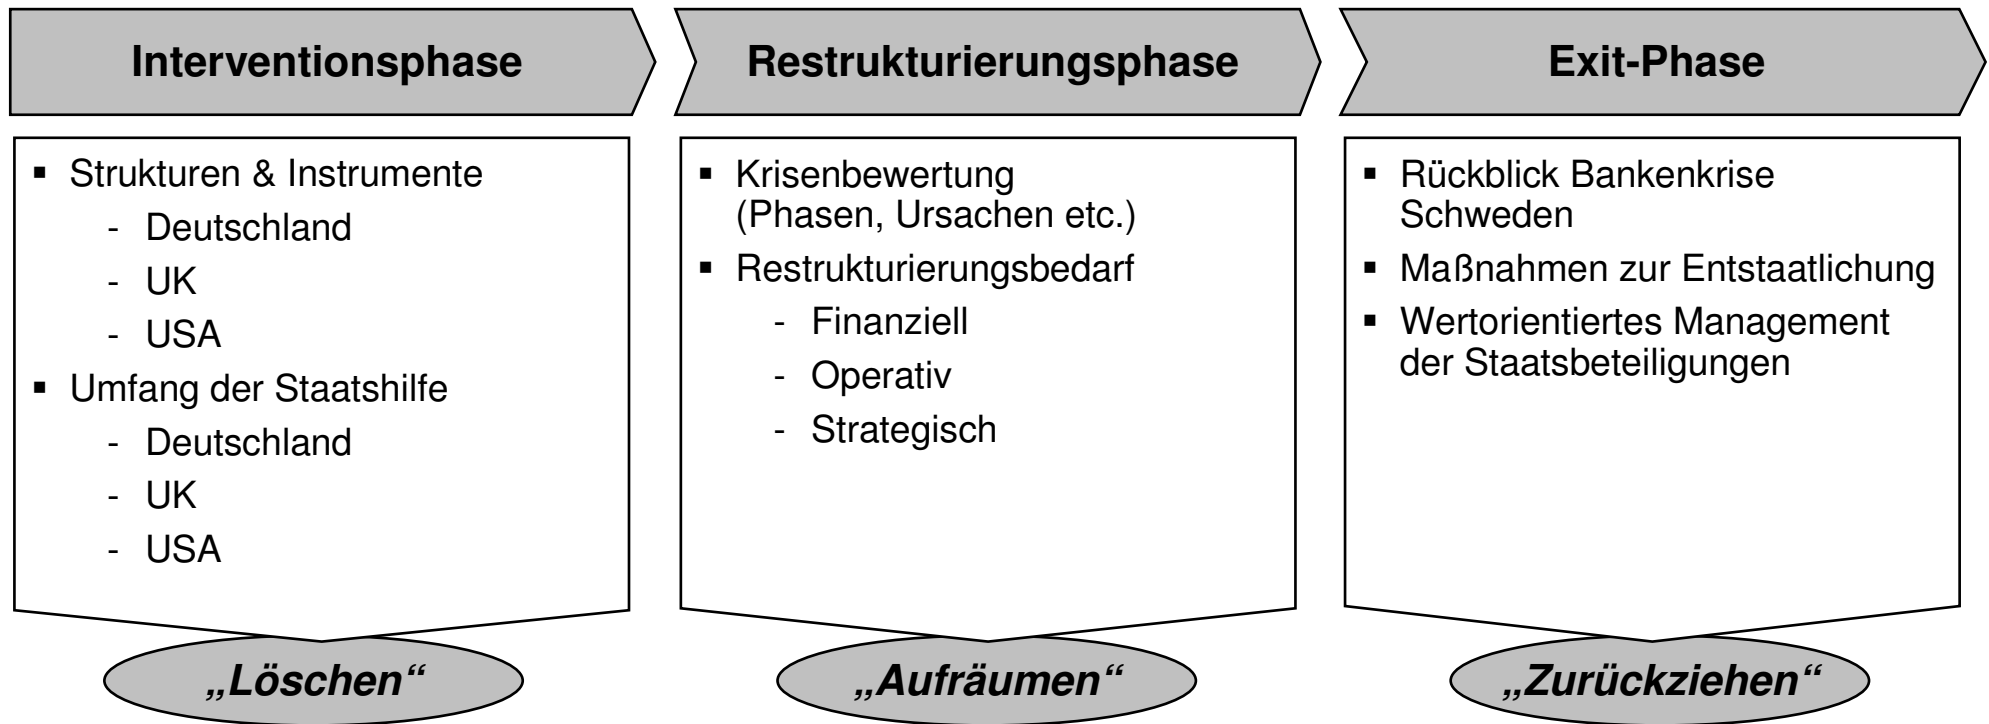 Interventionsphase
▪ Strukturen & Instrumente
- Deutschland
- UK
- USA
▪ Umfang der Staatshilfe
- Deutschland
- UK
- USA
„Löschen“
Restrukturierungsphase
▪ Krisenbewertung
(Phasen, Ursachen etc.)
▪ Restrukturierungsbedarf
- Finanziell
- Operativ
- Strategisch
„Aufräumen“
Exit-Phase
▪ Rückblick Bankenkrise
Schweden
▪ Maßnahmen zur Entstaatlichung
▪ Wertorientiertes Management
der Staatsbeteiligungen
„Zurückziehen“